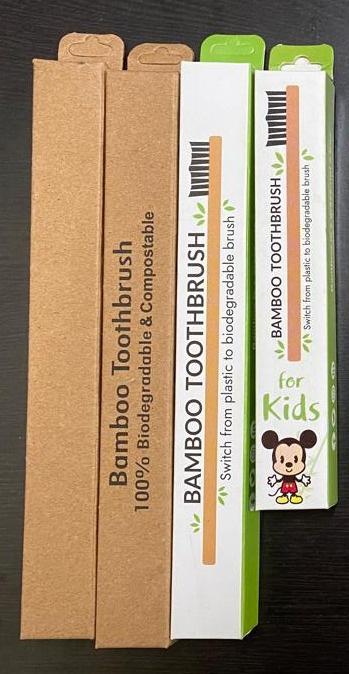 Bamboo Toothbrush
100% Biodegradable & Compostable
BAMBOO TOOTHBRUSH
Switch from plastic to biodegradable brush
BAMBOO TOOTHBRUSH
Switch from plastic to biodegradable brush
for
Kids